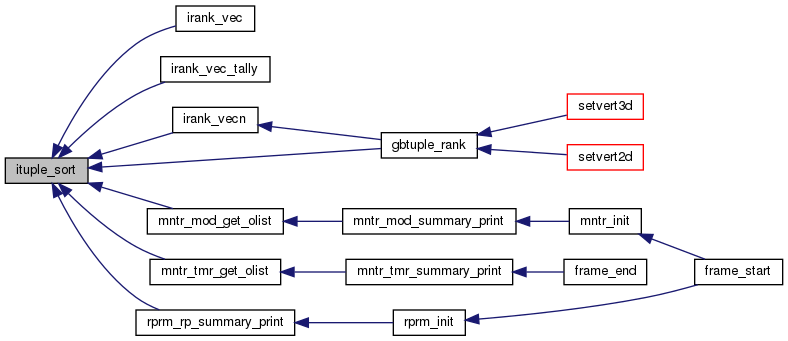 irank_vec
irank_vec_tally
irank_vecn
setvert3d
gbtuple_rank
setvert2d
ituple_sort
mntr_mod_get_olist
mntr_mod_summary_print
mntr_init
mntr_tmr_get_olist
mntr_tmr_summary_print
frame_end
frame_start
rprm_rp_summary_print
rprm_init